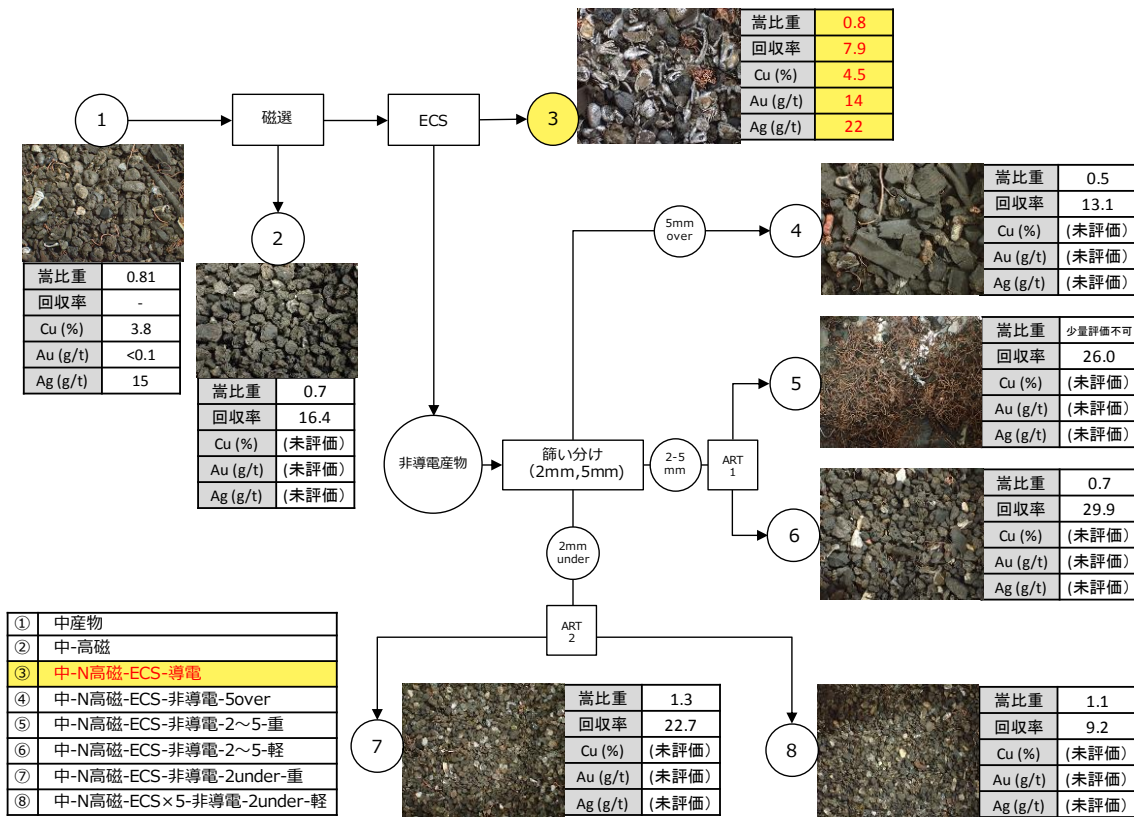 嵩比重 0.8
回収率 7.9
Cu (%) 4.5
Au (g/t) 14
Ag (g/t) 22
1
磁選
ECS
3
2
嵩比重 0.81
回収率 -
Cu (%) 3.8
Au (g/t) <0.1
Ag (g/t) 15
嵩比重 0.7
回収率 16.4
Cu (%) (未評価)
Au (g/t) (未評価)
Ag (g/t) (未評価)
5mm
over
4
嵩比重 0.5
回収率 13.1
Cu (%) (未評価)
Au (g/t) (未評価)
Ag (g/t) (未評価)
5
嵩比重 少量評価不可
回収率 26.0
Cu (%) (未評価)
Au (g/t) (未評価)
Ag (g/t) (未評価)
非導電産物
篩い分け
(2mm,5mm)
2-5
mm
ART
1
6
嵩比重 0.7
回収率 29.9
Cu (%) (未評価)
Au (g/t) (未評価)
Ag (g/t) (未評価)
2mm
under
ART
2
① 中産物
② 中-高磁
③ 中-N高磁-ECS-導電
④ 中-N高磁-ECS-非導電-5over
⑤ 中-N高磁-ECS-非導電-2～5-重
⑥ 中-N高磁-ECS-非導電-2～5-軽
⑦ 中-N高磁-ECS-非導電-2under-重
⑧ 中-N高磁-ECS×5-非導電-2under-軽
7
嵩比重 1.3
回収率 22.7
Cu (%) (未評価)
Au (g/t) (未評価)
Ag (g/t) (未評価)
8
嵩比重 1.1
回収率 9.2
Cu (%) (未評価)
Au (g/t) (未評価)
Ag (g/t) (未評価)